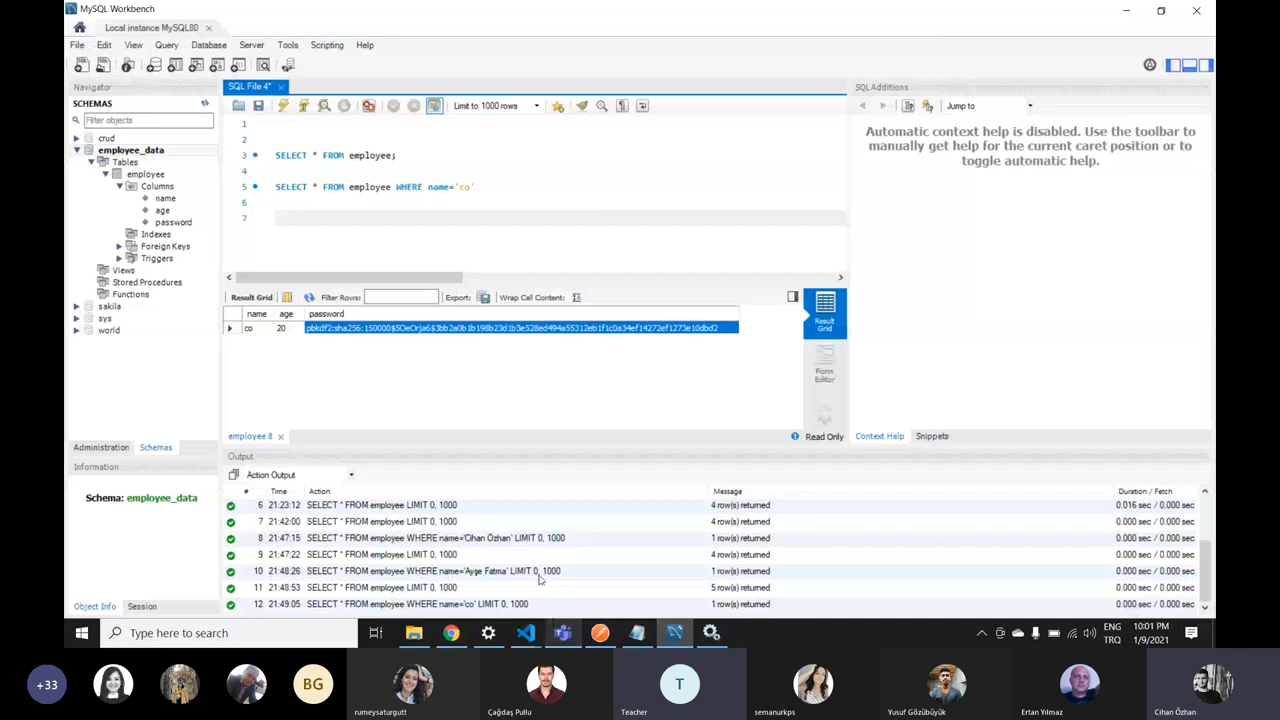 MySQL Workbench
Local instance MySQL80
File Edit View Query Database Server Tools Scripting Help
Navigator
SCHEMAS
Filter objects
crud
employee_data
Tables
employee
Columns
name
age
password
Indexes
Foreign Keys
Triggers
Views
Stored Procedures
Functions
sakila
sys
world
Administration Schemas
Information
Schema: employee_data
Object Info Session
SQL File 4*
Limit to 1000 rows
1
2
3 SELECT * FROM employee;
4
5 SELECT * FROM employee WHERE name='co'
6
7
Result Grid Filter Rows: Export: Wrap Cell Content:
name age password
co 20 pbkdf2:sha256:150000$5OeOrja6$3bb2a0b1b198b23d1b3e528ed494a55312eb1f1c0a34ef14272ef1273e10dbd2
Result Grid
Form Editor
employee 8 Read Only
SQLAdditions
Jump to
Automatic context help is disabled. Use the toolbar to
manually get help for the current caret position or to
toggle automatic help.
Context Help Snippets
Output
Action Output
# Time Action Message Duration / Fetch
6 21:23:12 SELECT * FROM employee LIMIT 0, 1000 4 row(s) returned 0.016 sec / 0.000 sec
7 21:42:00 SELECT * FROM employee LIMIT 0, 1000 4 row(s) returned 0.000 sec / 0.000 sec
8 21:47:15 SELECT * FROM employee WHERE name='Cihan Özhan' LIMIT 0, 1000 1 row(s) returned 0.000 sec / 0.000 sec
9 21:47:22 SELECT * FROM employee LIMIT 0, 1000 4 row(s) returned 0.000 sec / 0.000 sec
10 21:48:26 SELECT * FROM employee WHERE name='Ayşe Fatma' LIMIT 0, 1000 1 row(s) returned 0.000 sec / 0.000 sec
11 21:48:53 SELECT * FROM employee LIMIT 0, 1000 5 row(s) returned 0.000 sec / 0.000 sec
12 21:49:05 SELECT * FROM employee WHERE name='co' LIMIT 0, 1000 1 row(s) returned 0.000 sec / 0.000 sec
Type here to search
ENG
TRQ
10:01 PM
1/9/2021
+33
BG
T
rumeysaturgutt Çağdaş Pullu Teacher semanurkps Yusuf Gözübüyük Ertan Yılmaz Cihan Özhan